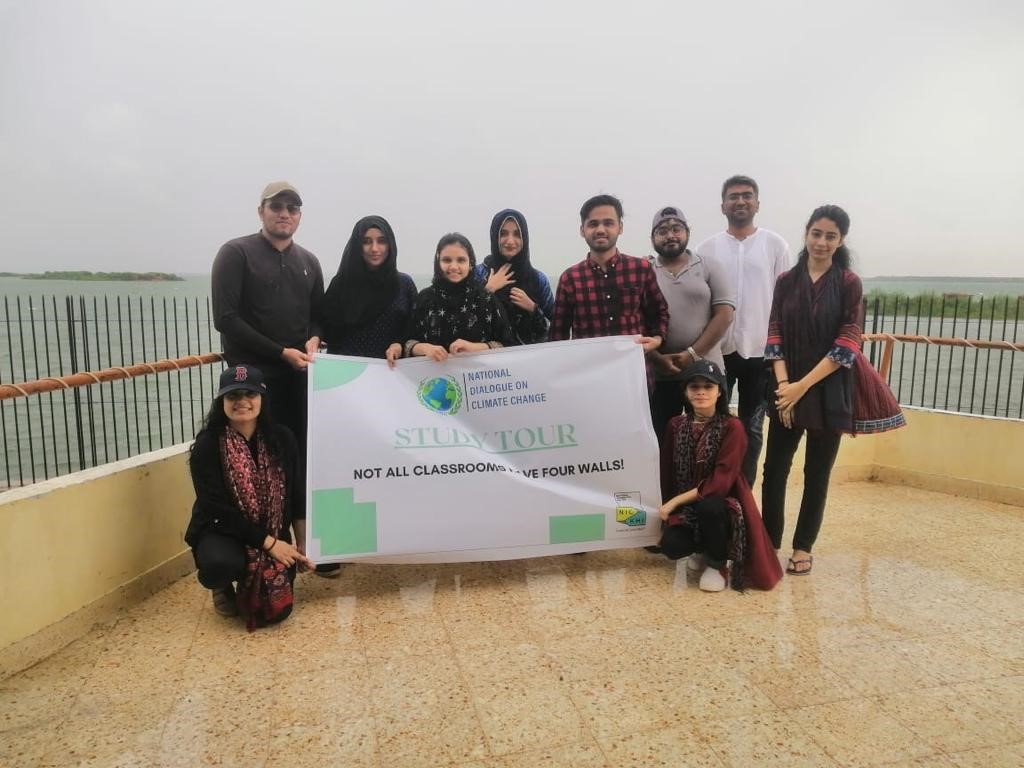 NATIONAL
DIALOGUE ON
CLIMATE CHANGE
STUDY TOUR
NOT ALL CLASSROOMS FOUR WALLS!
NIC
KHI
B